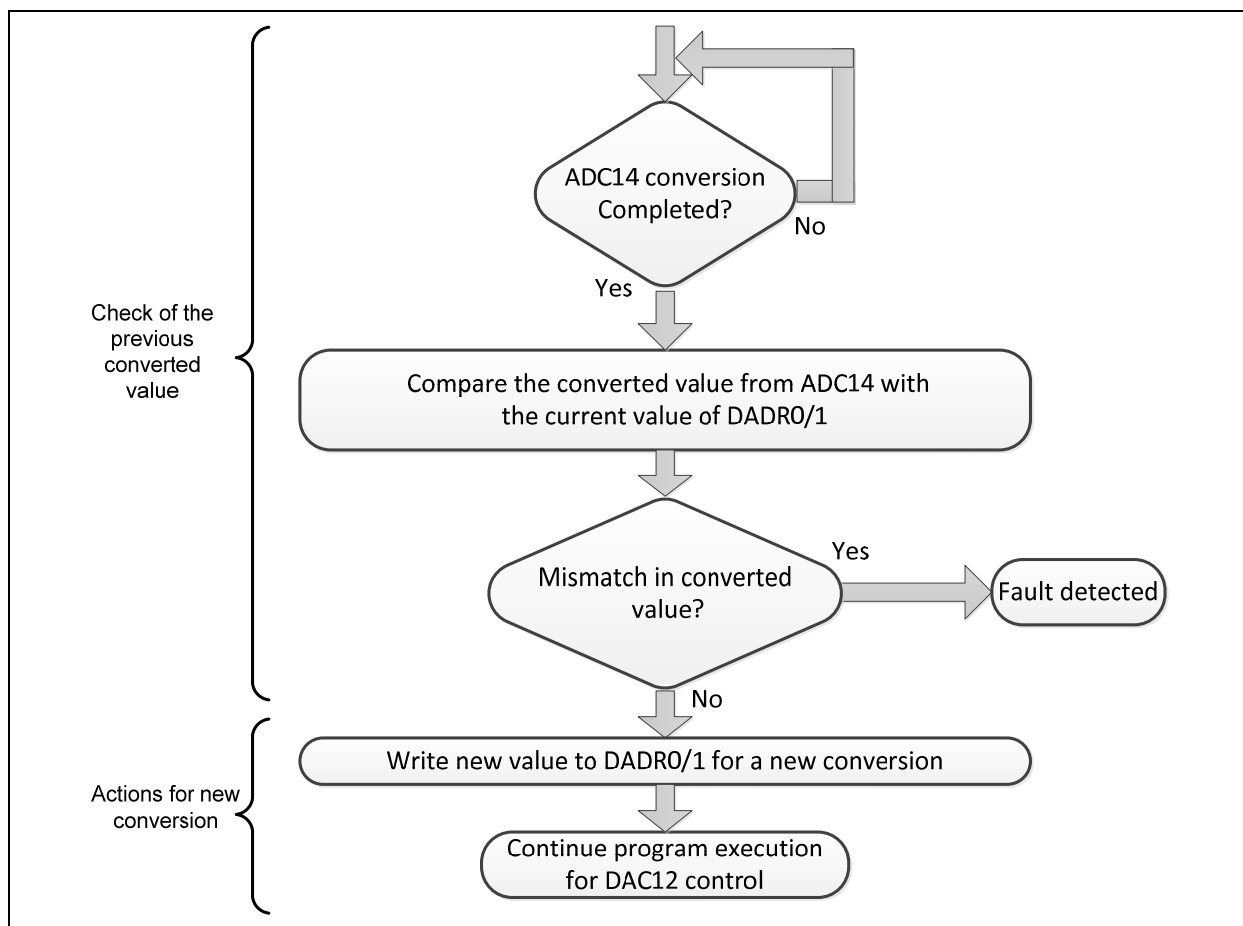 ADC14 conversion
Completed?
No
Yes
Check of the
previous
converted
value
Compare the converted value from ADC14 with
the current value of DADR0/1
Mismatch in converted
value?
Yes
Fault detected
No
Write new value to DADR0/1 for a new conversion
Actions for new
conversion
Continue program execution
for DAC12 control